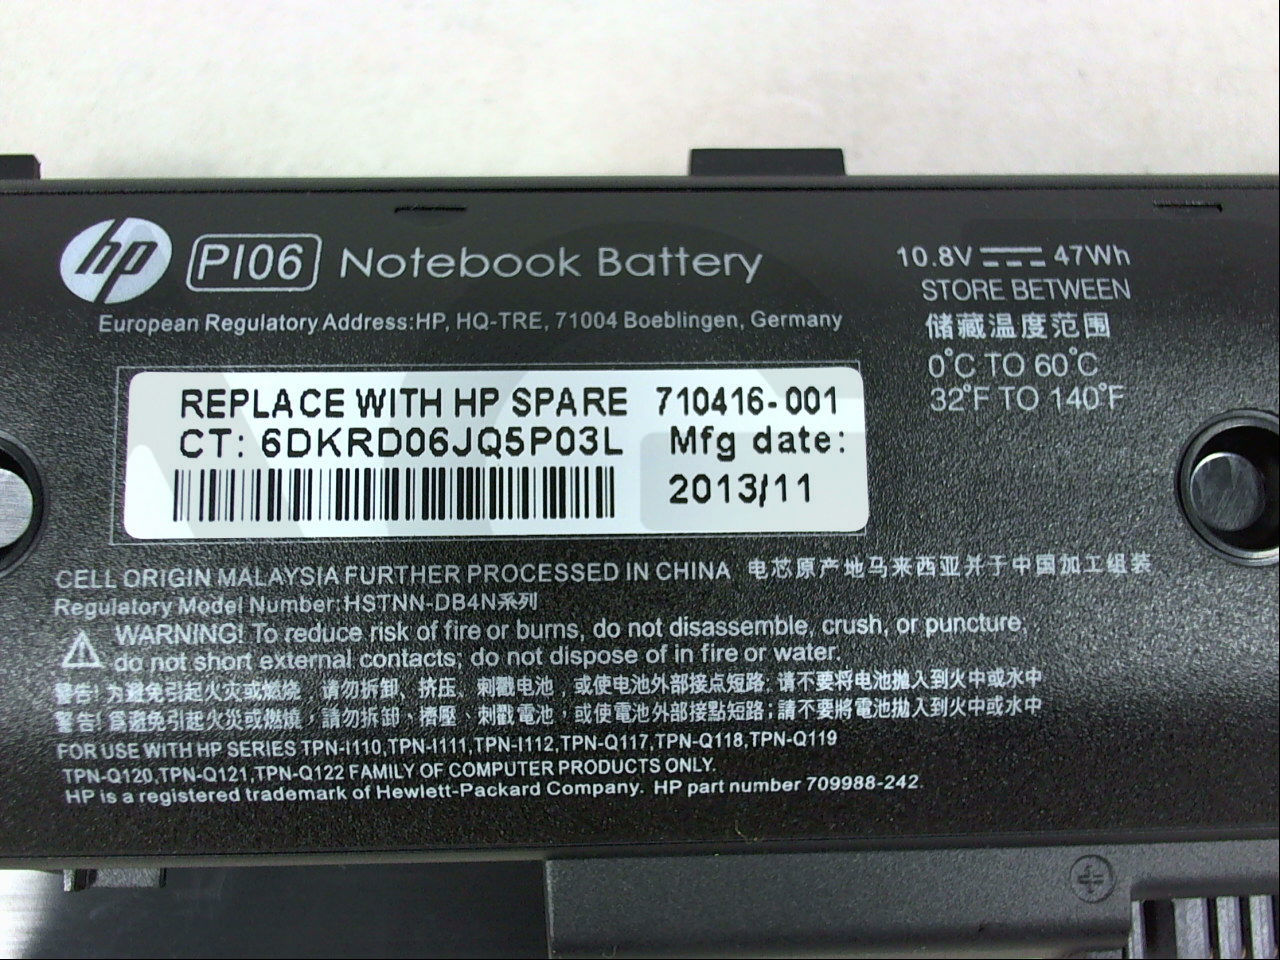 hp PI06 Notebook Battery
European Regulatory Address:HP, HQ-TRE, 71004 Boeblingen, Germany
10.8V 47Wh
STORE BETWEEN
储藏温度范围
0°C TO 60°C
32°F TO 140°F
REPLACE WITH HP SPARE 710416-001
CT: 6DKRD06JQ5P03L Mfg date:
2013/11
CELL ORIGIN MALAYSIA FURTHER PROCESSED IN CHINA 电芯原产地马来西亚并于中国加工组装
Regulatory Model Number:HSTNN-DB4N系列
WARNING! To reduce risk of fire or burns, do not disassemble, crush, or puncture,
do not short external contacts; do not dispose of in fire or water.
警告!为避免引起火灾或燃烧，请勿拆卸、挤压、刺戳电池，或使电池外部接点短路;请不要将电池抛入到火中或水中
警告!為避免引起火災或燃燒，請勿拆卸、擠壓、刺戳電池，或使電池外部接點短路;請不要將電池拋入到火中或水中
FOR USE WITH HP SERIES TPN-I110,TPN-I111,TPN-I112,TPN-Q117,TPN-Q118,TPN-Q119
TPN-Q120,TPN-Q121,TPN-Q122 FAMILY OF COMPUTER PRODUCTS ONLY.
HP is a registered trademark of Hewlett-Packard Company. HP part number 709988-242.